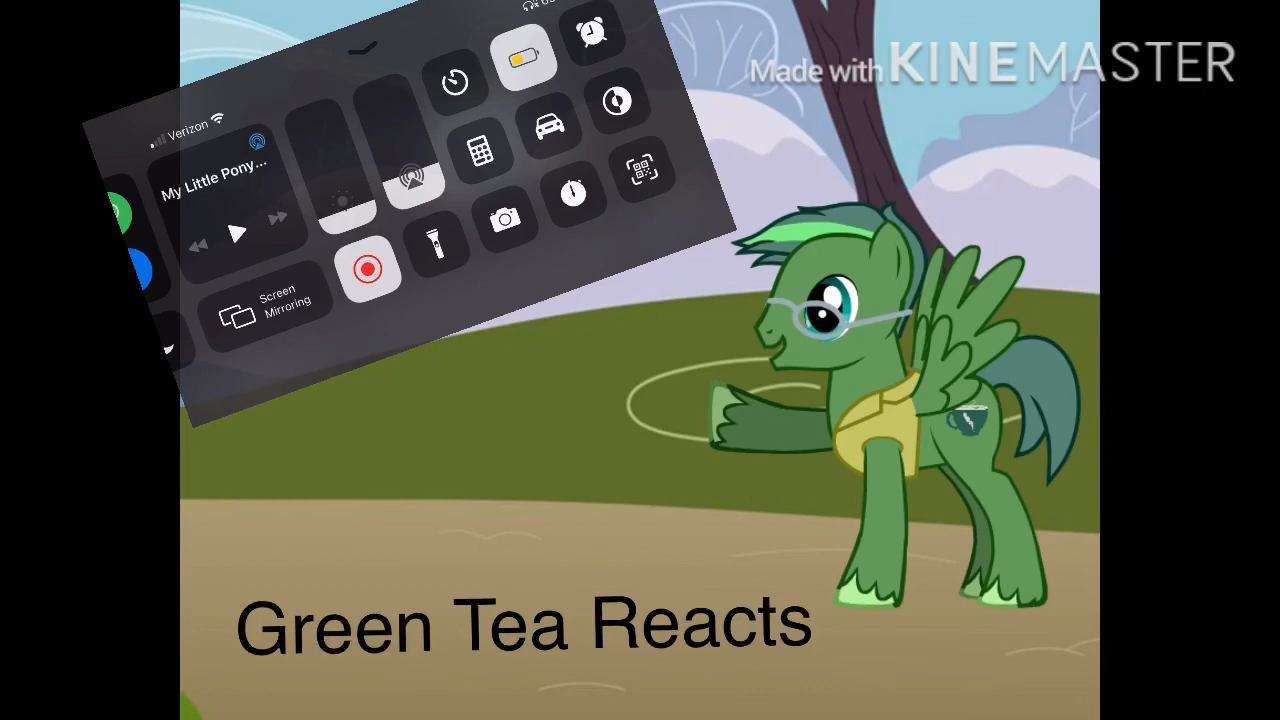 Made with KINEMASTER
Verizon
My Little Pony...
Screen
Mirroring
Green Tea Reacts